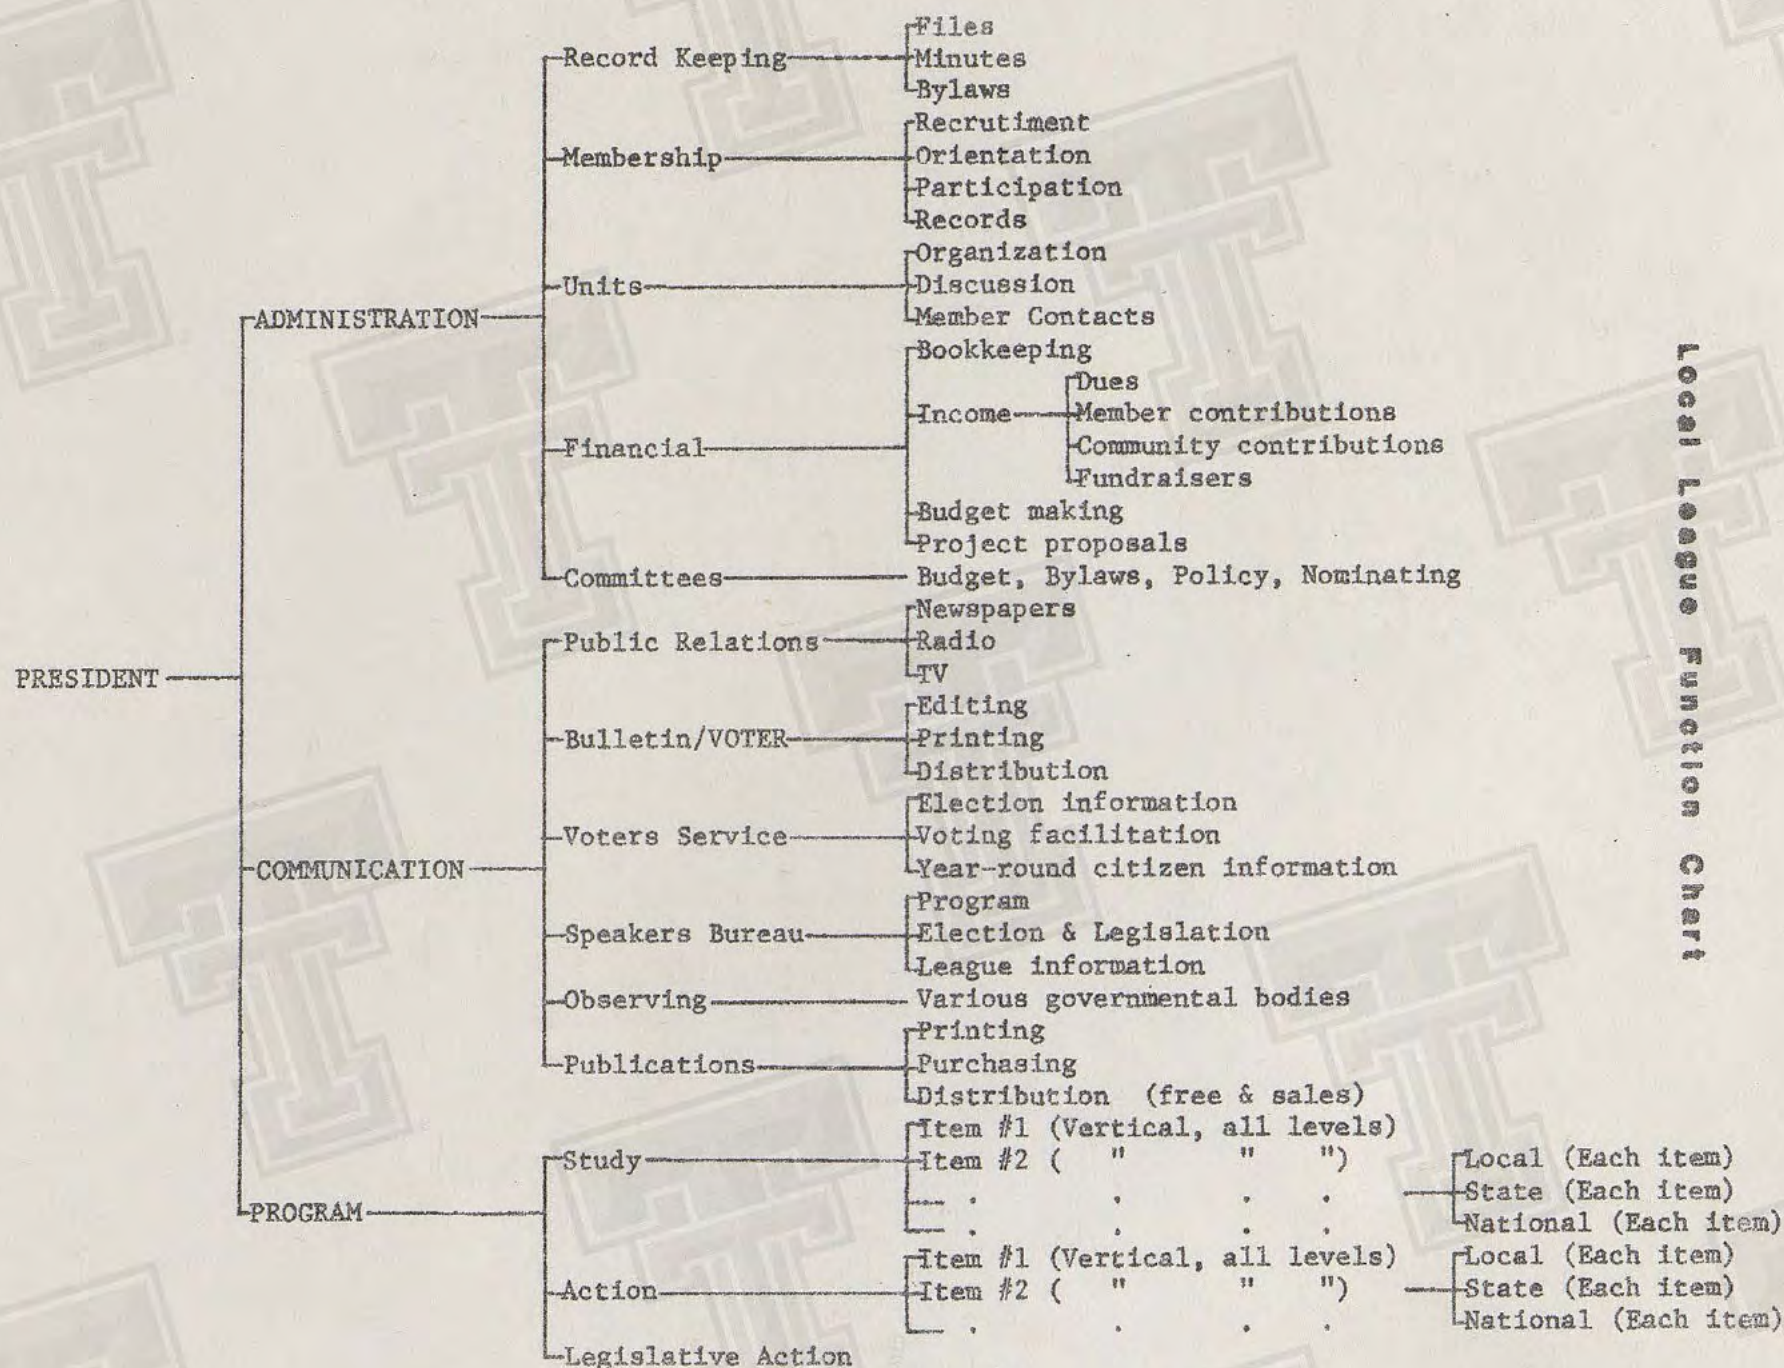 Files
Record Keeping Minutes
Bylaws
Recrutiment
Membership Orientation
Participation
Records
Organization
Units Discussion
ADMINISTRATION Member Contacts
Bookkeeping
Dues
Income Member contributions
Financial Community contributions
Fundraisers
Budget making
Project proposals
Committees Budget, Bylaws, Policy, Nominating
Newspapers
Public Relations Radio
PRESIDENT TV
Editing
Bulletin/VOTER Printing
Distribution
Election information
Voters Service Voting facilitation
COMMUNICATION Year-round citizen information
Program
Speakers Bureau Election & Legislation
League information
Observing Various governmental bodies
Printing
Publications Purchasing
Distribution (free & sales)
Item #1 (Vertical, all levels)
Study Item #2 ( " " ") Local (Each item)
. . . . State (Each item)
PROGRAM . . . . National (Each item)
Item #1 (Vertical, all levels) Local (Each item)
Action Item #2 ( " " ") State (Each item)
. . . . National (Each item)
Legislative Action
Local League Function Chart